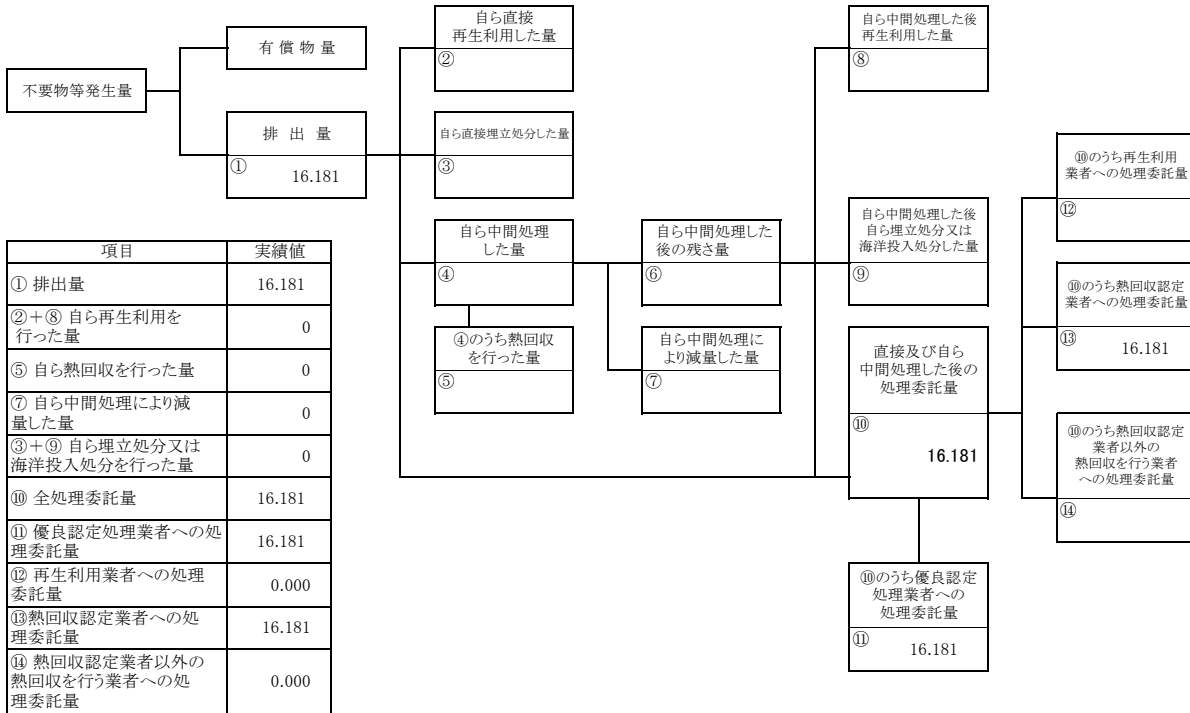 自ら直接
再生利用した量
②
自ら中間処理した後
再生利用した量
⑧
有 償 物 量
不要物等発生量
排 出 量
①
16.181
自ら直接埋立処分した量
③
⑩のうち再生利用
業者への処理委託量
⑫
自ら中間処理
した量
④
自ら中間処理した
後の残さ量
⑥
自ら中間処理した後
自ら埋立処分又は
海洋投入処分した量
⑨
⑩のうち熱回収認定
業者への処理委託量
⑬
16.181
④のうち熱回収
を行った量
⑤
自ら中間処理に
より減量した量
⑦
直接及び自ら
中間処理した後の
処理委託量
⑩
16.181
⑩のうち熱回収認定
業者以外の
熱回収を行う業者
への処理委託量
⑭
⑩のうち優良認定
処理業者への
処理委託量
⑪
16.181
項目 実績値
① 排出量 16.181
②+⑧ 自ら再生利用を
行った量 0
⑤ 自ら熱回収を行った量 0
⑦ 自ら中間処理により減
量した量 0
③+⑨ 自ら埋立処分又は
海洋投入処分を行った量 0
⑩ 全処理委託量 16.181
⑪ 優良認定処理業者への処
理委託量 16.181
⑫ 再生利用業者への処理
委託量 0.000
⑬熱回収認定業者への処
理委託量 16.181
⑭ 熱回収認定業者以外の
熱回収を行う業者への処
理委託量 0.000